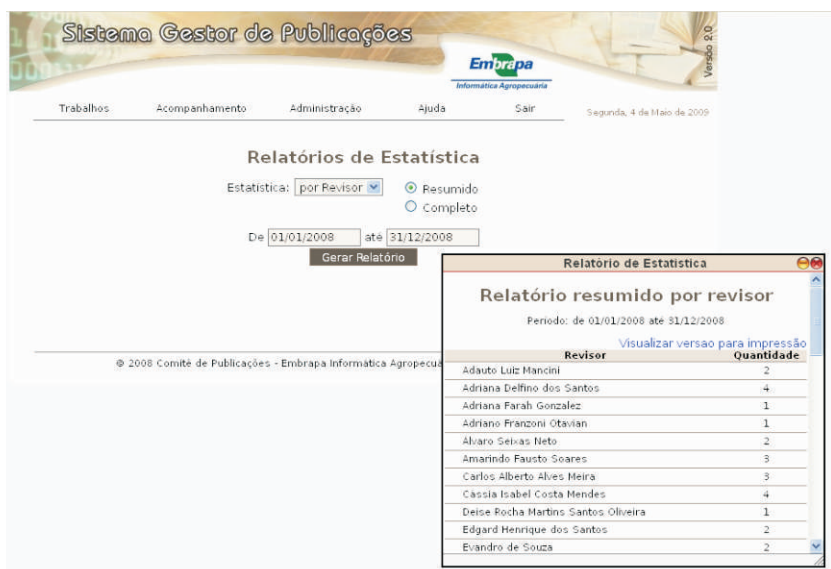 Sistema Gestor de Publicações
Versão 2.0
Embrapa
Informática Agropecuária
Trabalhos Acompanhamento Administração Ajuda Sair Segunda, 4 de Maio de 2009
Relatórios de Estatística
Estatística: por Revisor Resumido
Completo
De 01/01/2008 até 31/12/2008
Gerar Relatório
© 2008 Comitê de Publicações - Embrapa Informática Agropecuá
Relatório de Estatistica
Relatório resumido por revisor
Periodo: de 01/01/2008 até 31/12/2008
Visualizar versao para impressão
Revisor Quantidade
Adauto Luiz Mancini 2
Adriana Delfino dos Santos 4
Adriana Farah Gonzalez 1
Adriano Franzoni Otavian 1
Alvaro Seixas Neto 2
Amarindo Fausto Soares 3
Carlos Alberto Alves Meira 3
Cássia Isabel Costa Mendes 4
Deise Rocha Martins Santos Oliveira 1
Edgard Henrique dos Santos 2
Evandro de Souza 2